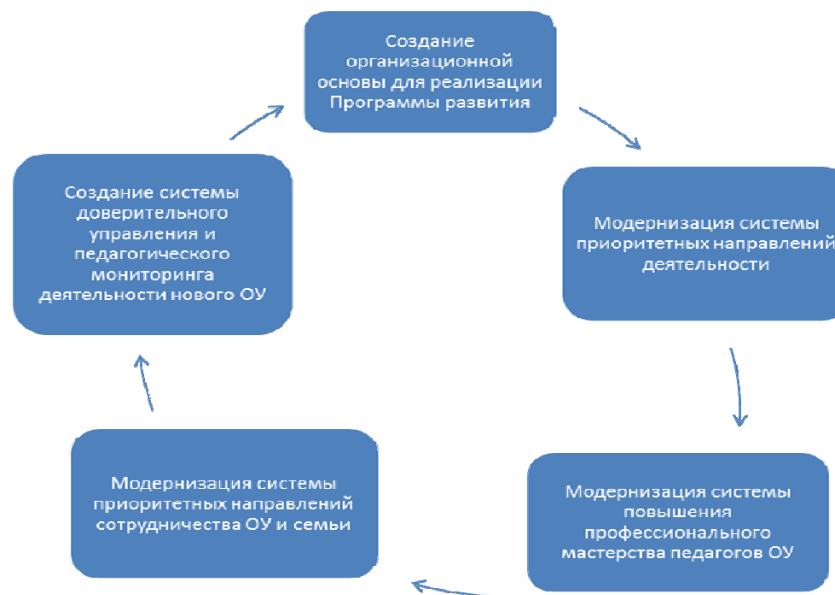 Создание
организационной
основы для реализации
Программы развития
Модернизация системы
приоритетных направлений
деятельности
Модернизация системы
повышения
профессионального
мастерства педагогов ОУ
Модернизация системы
приоритетных направлений
сотрудничества ОУ и семьи
Создание системы
доверительного
управления и
педагогического
мониторинга
деятельности нового ОУ